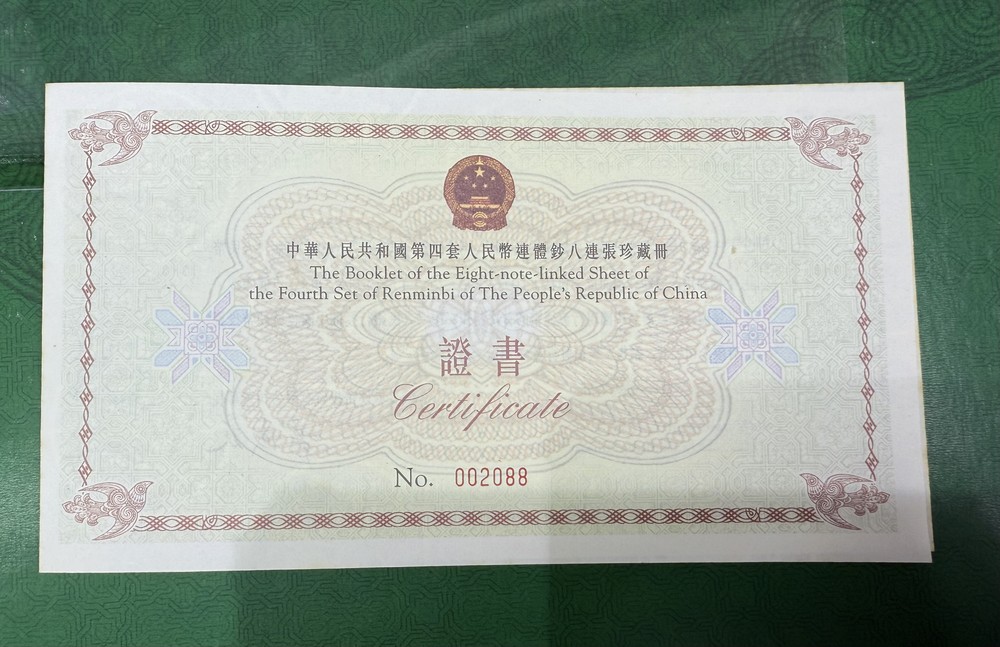 中華人民共和國第四套人民幣連體鈔八連張珍藏冊
The Booklet of the Eight-note-linked Sheet of
the Fourth Set of Renminbi of The People's Republic of China
證書
Certificate
No. 002088